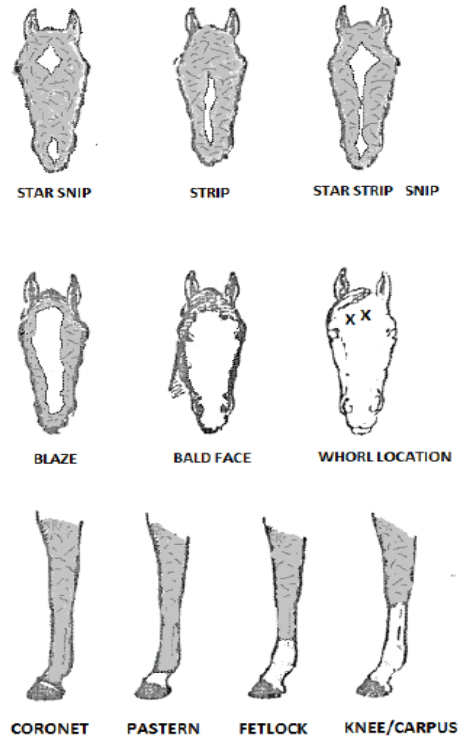 STAR SNIP STRIP STAR STRIP SNIP
X X
BLAZE BALD FACE WHORL LOCATION
CORONET PASTERN FETLOCK KNEE/CARPUS